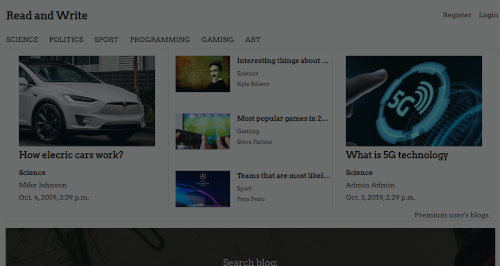 Read and Write
Register Login
SCIENCE POLITICS SPORT PROGRAMMING GAMING ART
How elecric cars work?
Science
Mike Johnson
Oct. 4, 2019, 3:39 p.m.
Interesting things about ...
Science
Kyle Silvers
Most popular games in 2...
Gaming
Steve Farons
Teams that are most likel...
Sport
Pera Peric
5G
What is 5G technology
Science
Admin Admin
Oct. 3, 2019, 2:29 p.m.
Premium user's blogs
Search blog: